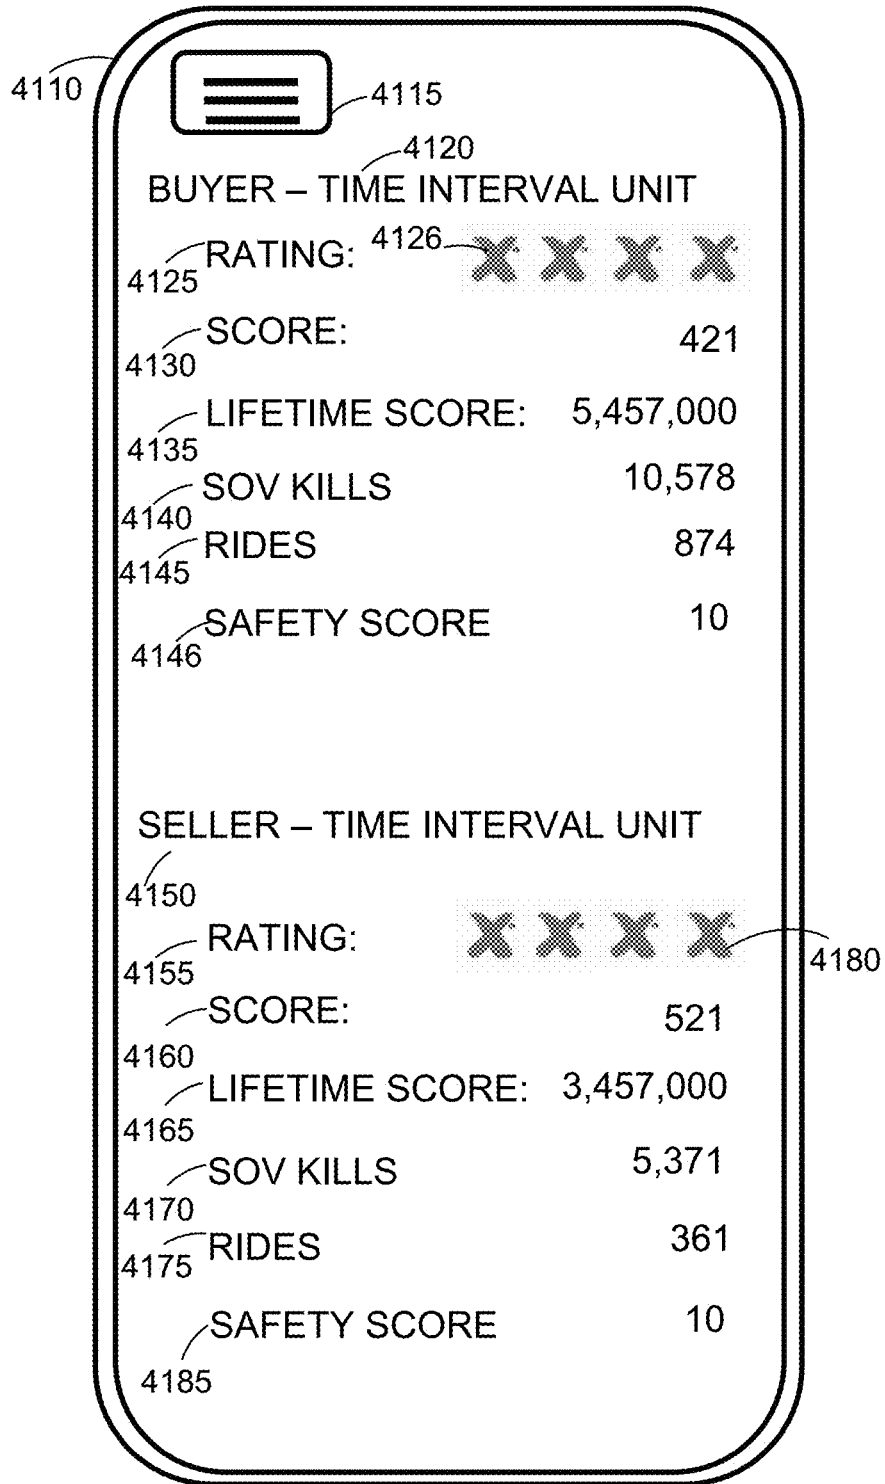 4110
4115
4120
BUYER – TIME INTERVAL UNIT
4125 RATING: 4126
4130 SCORE: 421
4135 LIFETIME SCORE: 5,457,000
4140 SOV KILLS 10,578
4145 RIDES 874
4146 SAFETY SCORE 10
SELLER – TIME INTERVAL UNIT
4150
4155 RATING: 4180
4160 SCORE: 521
4165 LIFETIME SCORE: 3,457,000
4170 SOV KILLS 5,371
4175 RIDES 361
4185 SAFETY SCORE 10